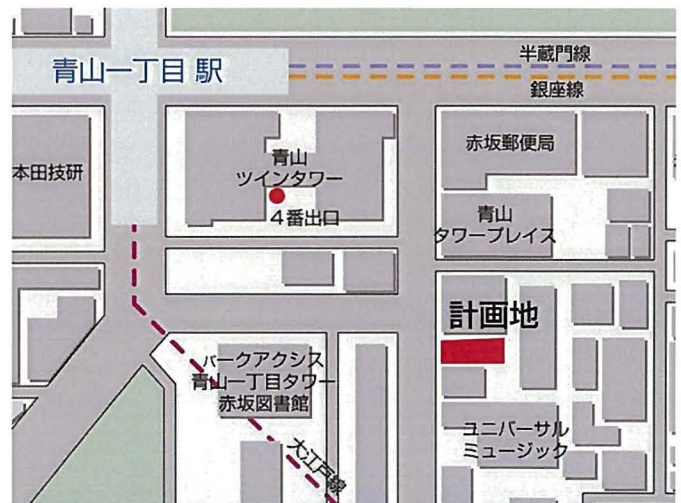 半蔵門線
青山一丁目 駅
銀座線
赤坂郵便局
本田技研
青山
ツインタワー
4番出口
青山
タワープレイス
計画地
パークアクシス
青山一丁目タワー
赤坂図書館
大江戸線
ユニバーサル
ミュージック